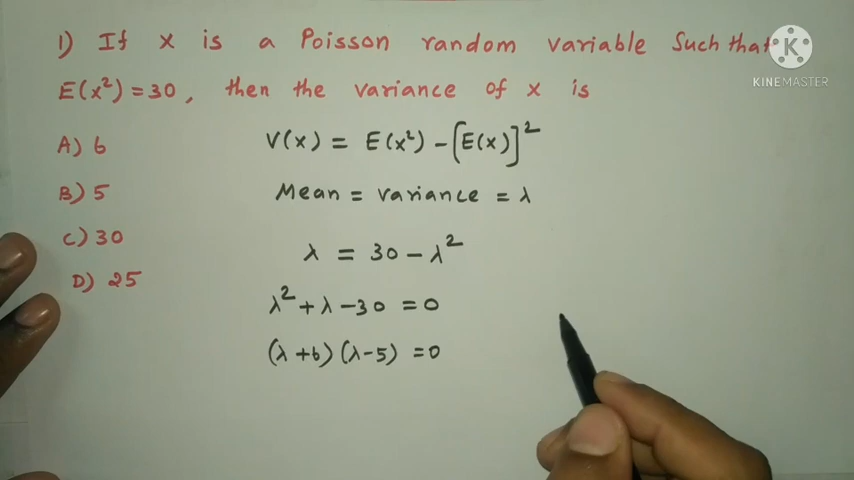 1) If x is a Poisson random variable Such that
E(x²) = 30, then the variance of x is
A) 6
B) 5
C) 30
D) 25
V(x) = E(x²) - [E(x)]²
Mean = variance = λ
λ = 30 - λ²
λ² + λ - 30 = 0
(λ + 6) (λ - 5) = 0
K
KINEMASTER